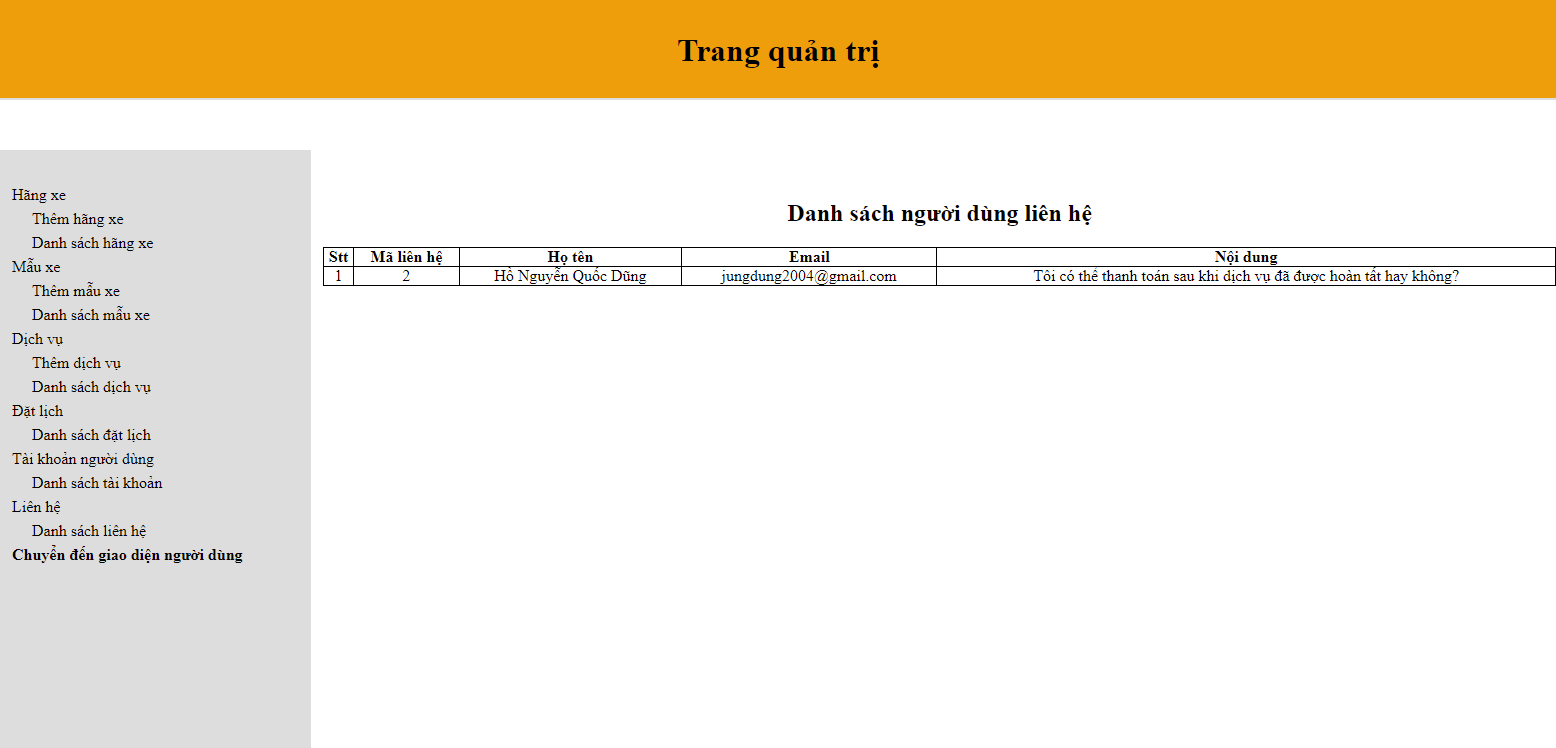 Trang quản trị
Hãng xe
Thêm hãng xe
Danh sách hãng xe
Mẫu xe
Thêm mẫu xe
Danh sách mẫu xe
Dịch vụ
Thêm dịch vụ
Danh sách dịch vụ
Đặt lịch
Danh sách đặt lịch
Tài khoản người dùng
Danh sách tài khoản
Liên hệ
Danh sách liên hệ
Chuyển đến giao diện người dùng
Danh sách người dùng liên hệ
Stt Mã liên hệ Họ tên Email Nội dung
1 2 Hồ Nguyễn Quốc Dũng jungdung2004@gmail.com Tôi có thể thanh toán sau khi dịch vụ đã được hoàn tất hay không?